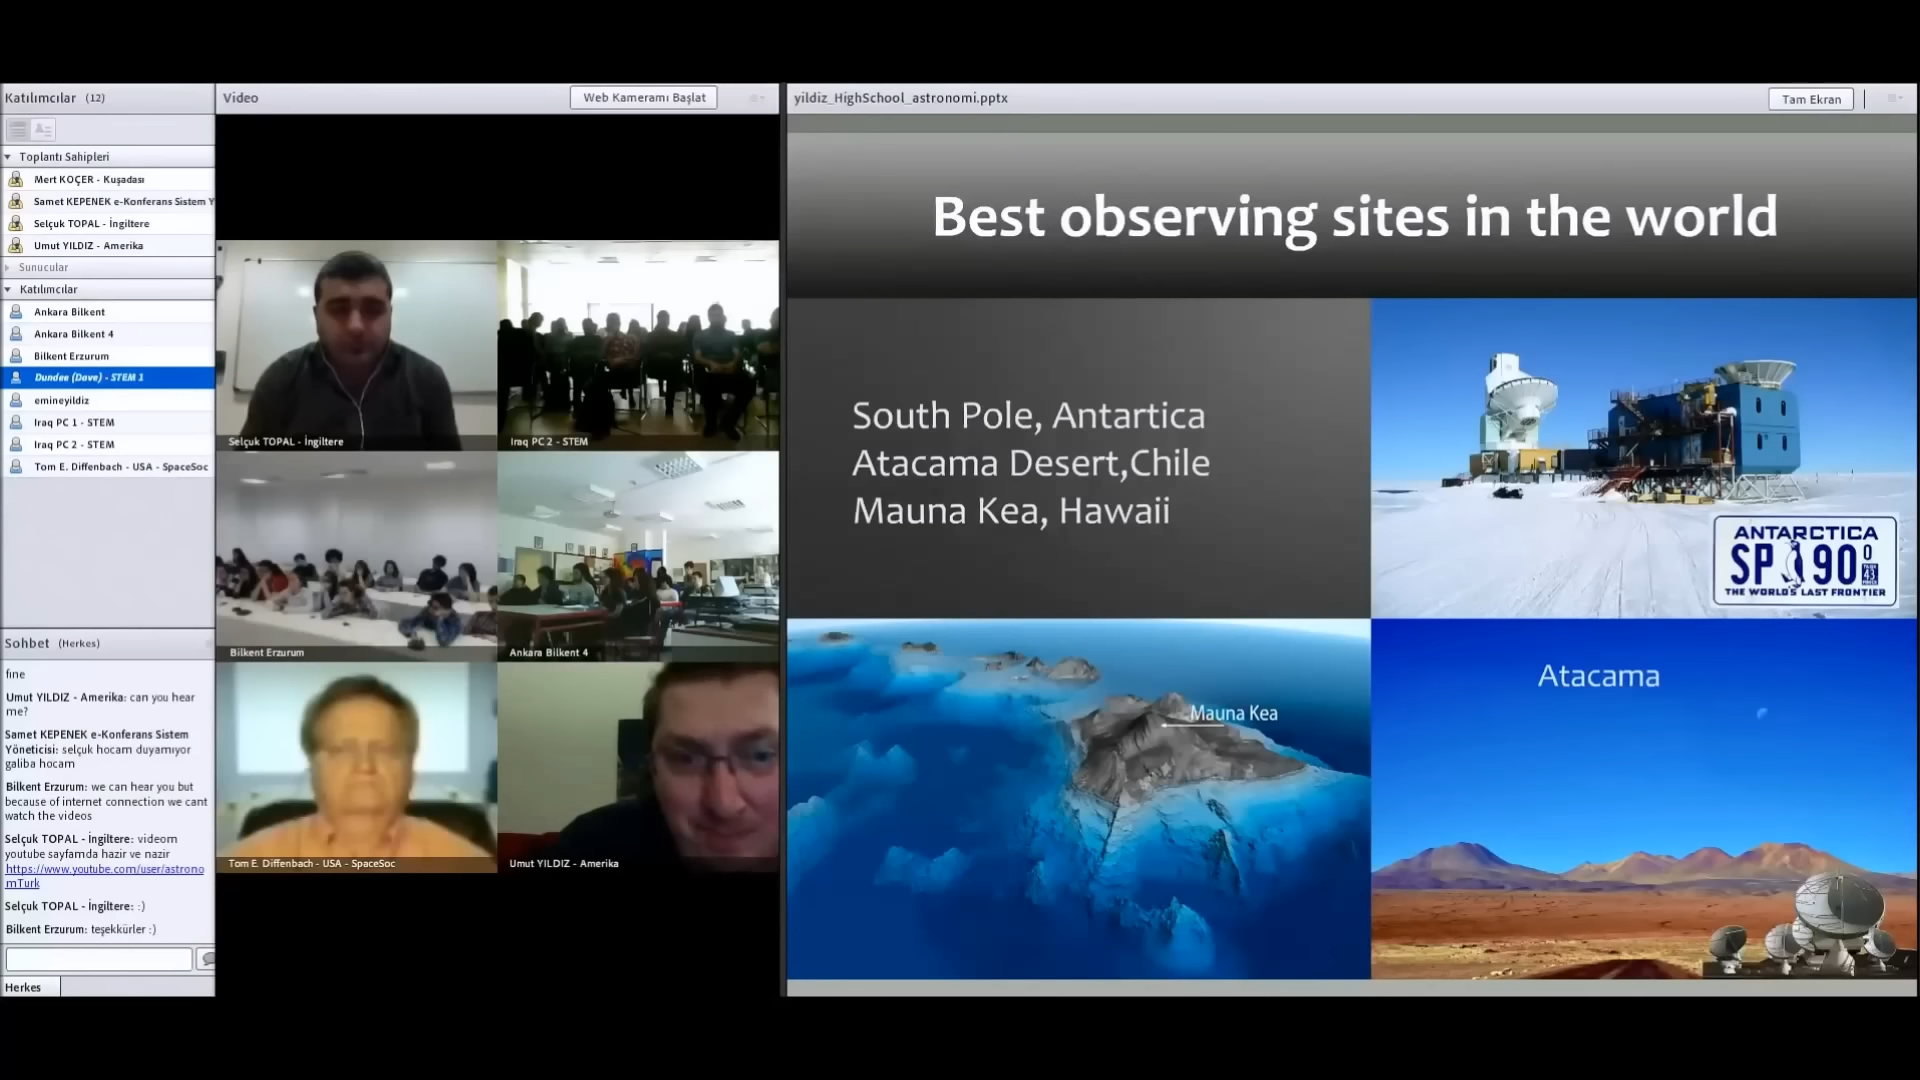 Katılımcılar (12)
Toplantı Sahipleri
Mert KOÇER - Kuşadası
Samet KEPENEK e-Konferans Sistem Y
Selçuk TOPAL - İngiltere
Umut YILDIZ - Amerika
Sunucular
Katılımcılar
Ankara Bilkent
Ankara Bilkent 4
Bilkent Erzurum
Dundee (Dave) - STEM 1
emineyildiz
Iraq PC 1 - STEM
Iraq PC 2 - STEM
Tom E. Diffenbach - USA - SpaceSoc
Sohbet (Herkes)
fine
Umut YILDIZ - Amerika: can you hear
me?
Samet KEPENEK e-Konferans Sistem
Yöneticisi: selçuk hocam duyamıyor
galiba hocam
Bilkent Erzurum: we can hear you but
because of internet connection we cant
watch the videos
Selçuk TOPAL - İngiltere: videom
youtube sayfamda hazir ve nazir
https://www.youtube.com/user/astrono
mTurk
Selçuk TOPAL - İngiltere: :)
Bilkent Erzurum: teşekkürler :)
Herkes
Video
Web Kameramı Başlat
Selçuk TOPAL - İngiltere
Iraq PC 2 - STEM
Bilkent Erzurum
Ankara Bilkent 4
Tom E. Diffenbach - USA - SpaceSoc
Umut YILDIZ - Amerika
yildiz_HighSchool_astronomi.pptx
Tam Ekran
Best observing sites in the world
South Pole, Antartica
Atacama Desert,Chile
Mauna Kea, Hawaii
ANTARCTICA
SP 90 0
THE WORLD'S LAST FRONTIER
Mauna Kea
Atacama